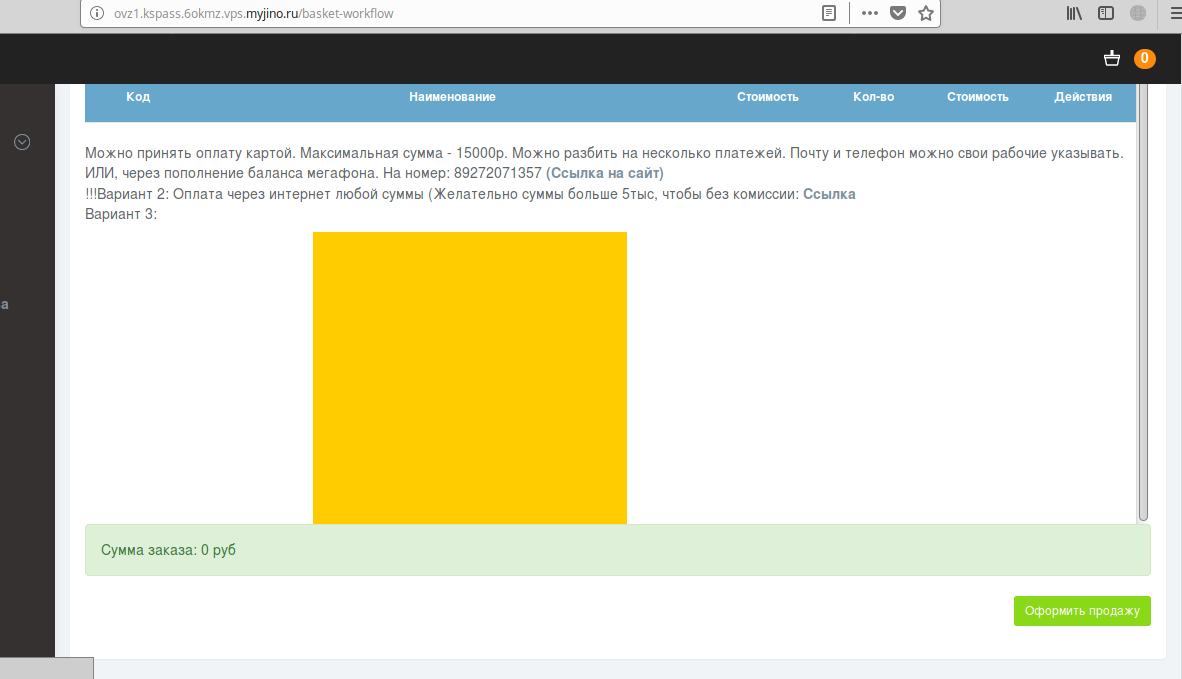 ovz1.kspass.6okmz.vps.myjino.ru/basket-workflow
0
Код Наименование Стоимость Кол-во Стоимость Действия
Можно принять оплату картой. Максимальная сумма - 15000р. Можно разбить на несколько платежей. Почту и телефон можно свои рабочие указывать.
ИЛИ, через пополнение баланса мегафона. На номер: 89272071357 (Ссылка на сайт)
!!!Вариант 2: Оплата через интернет любой суммы (Желательно суммы больше 5тыс, чтобы без комиссии: Ссылка
Вариант 3:
а
Сумма заказа: 0 руб
Оформить продажу